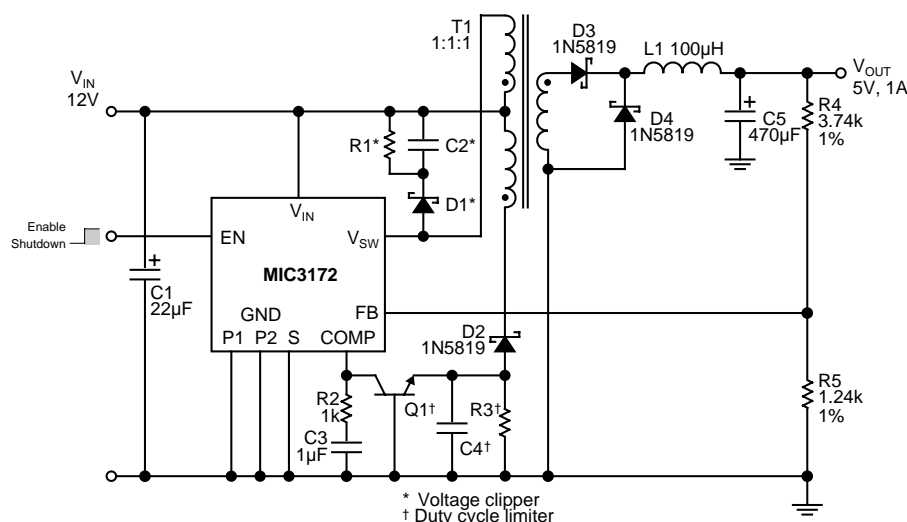 T1
1:1:1
D3
1N5819
L1 100µH
V_OUT
5V, 1A
V_IN
12V
R4
3.74k
1%
C5
470µF
D4
1N5819
R1*
C2*
D1*
V_IN
Enable
Shutdown
EN
V_SW
MIC3172
C1
22µF
GND
FB
P1
P2
S
COMP
D2
1N5819
R5
1.24k
1%
R2
1k
Q1†
R3†
C3
1µF
C4†
* Voltage clipper
† Duty cycle limiter